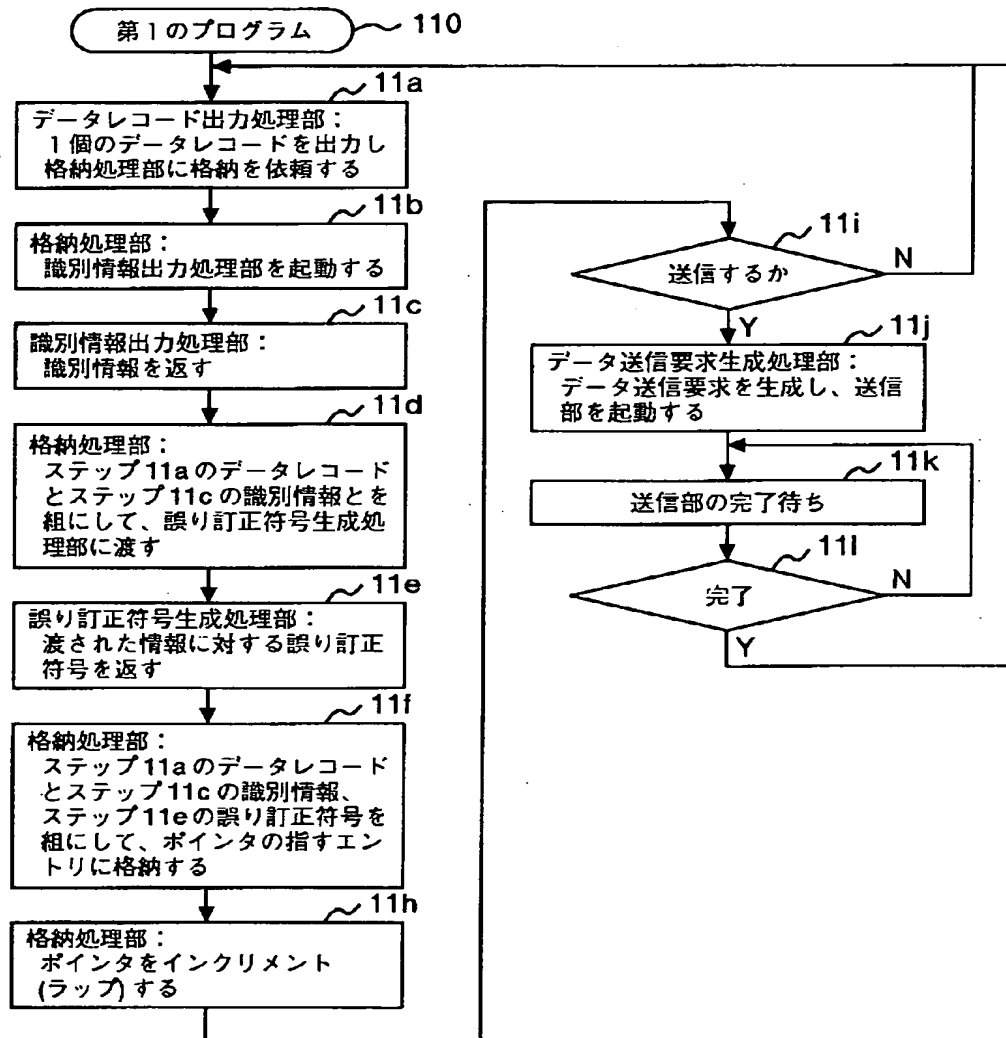 第1のプログラム
110
11a
データレコード出力処理部：
1個のデータレコードを出力し
格納処理部に格納を依頼する
11b
格納処理部：
識別情報出力処理部を起動する
11c
識別情報出力処理部：
識別情報を返す
11d
格納処理部：
ステップ11aのデータレコード
とステップ11cの識別情報とを
組にして、誤り訂正符号生成処
理部に渡す
11e
誤り訂正符号生成処理部：
渡された情報に対する誤り訂正
符号を返す
11f
格納処理部：
ステップ11aのデータレコード
とステップ11cの識別情報、
ステップ11eの誤り訂正符号を
組にして、ポインタの指すエン
トリに格納する
11h
格納処理部：
ポインタをインクリメント
(ラップ)する
11i
送信するか
N
Y
11j
データ送信要求生成処理部：
データ送信要求を生成し、送信
部を起動する
11k
送信部の完了待ち
11l
完了
N
Y